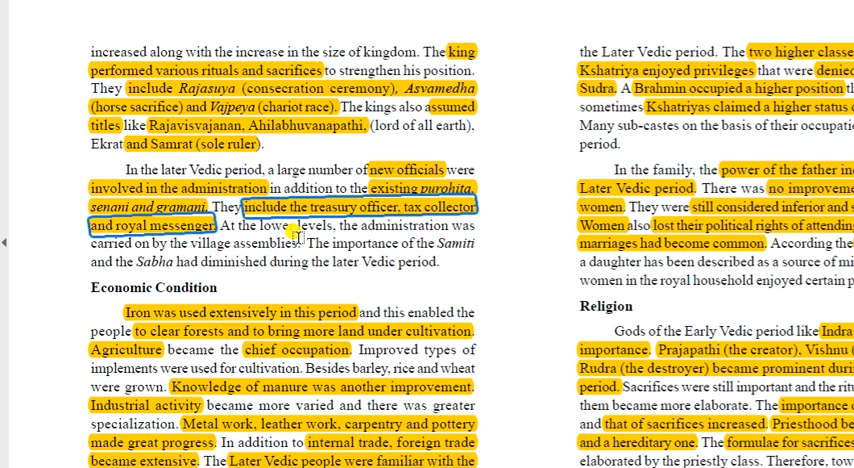 increased along with the increase in the size of kingdom. The king
performed various rituals and sacrifices to strengthen his position.
They include Rajasuya (consecration ceremony), Asvamedha
(horse sacrifice) and Vajpeya (chariot race). The kings also assumed
titles like Rajavisvajanan, Ahilabhuvanapathi, (lord of all earth),
Ekrat and Samrat (sole ruler).
In the later Vedic period, a large number of new officials were
involved in the administration in addition to the existing purohita,
senani and gramani. They include the treasury officer, tax collector
and royal messenger. At the lower levels, the administration was
carried on by the village assemblies. The importance of the Samiti
and the Sabha had diminished during the later Vedic period.
Economic Condition
Iron was used extensively in this period and this enabled the
people to clear forests and to bring more land under cultivation.
Agriculture became the chief occupation. Improved types of
implements were used for cultivation. Besides barley, rice and wheat
were grown. Knowledge of manure was another improvement.
Industrial activity became more varied and there was greater
specialization. Metal work, leather work, carpentry and pottery
made great progress. In addition to internal trade, foreign trade
became extensive. The Later Vedic people were familiar with the
the Later Vedic period. The two higher classe
Kshatriya enjoyed privileges that were denied
Sudra. A Brahmin occupied a higher position
sometimes Kshatriyas claimed a higher status
Many sub-castes on the basis of their occupati
period.
In the family, the power of the father in
Later Vedic period. There was no improveme
women. They were still considered inferior and s
Women also lost their political rights of attending
marriages had become common. According the
a daughter has been described as a source of mi
women in the royal household enjoyed certain p
Religion
Gods of the Early Vedic period like Indra
importance. Prajapathi (the creator), Vishnu (
Rudra (the destroyer) became prominent duri
period. Sacrifices were still important and the ritu
them became more elaborate. The importance
and that of sacrifices increased. Priesthood be
and a hereditary one. The formulae for sacrifices
elaborated by the priestly class. Therefore, tow